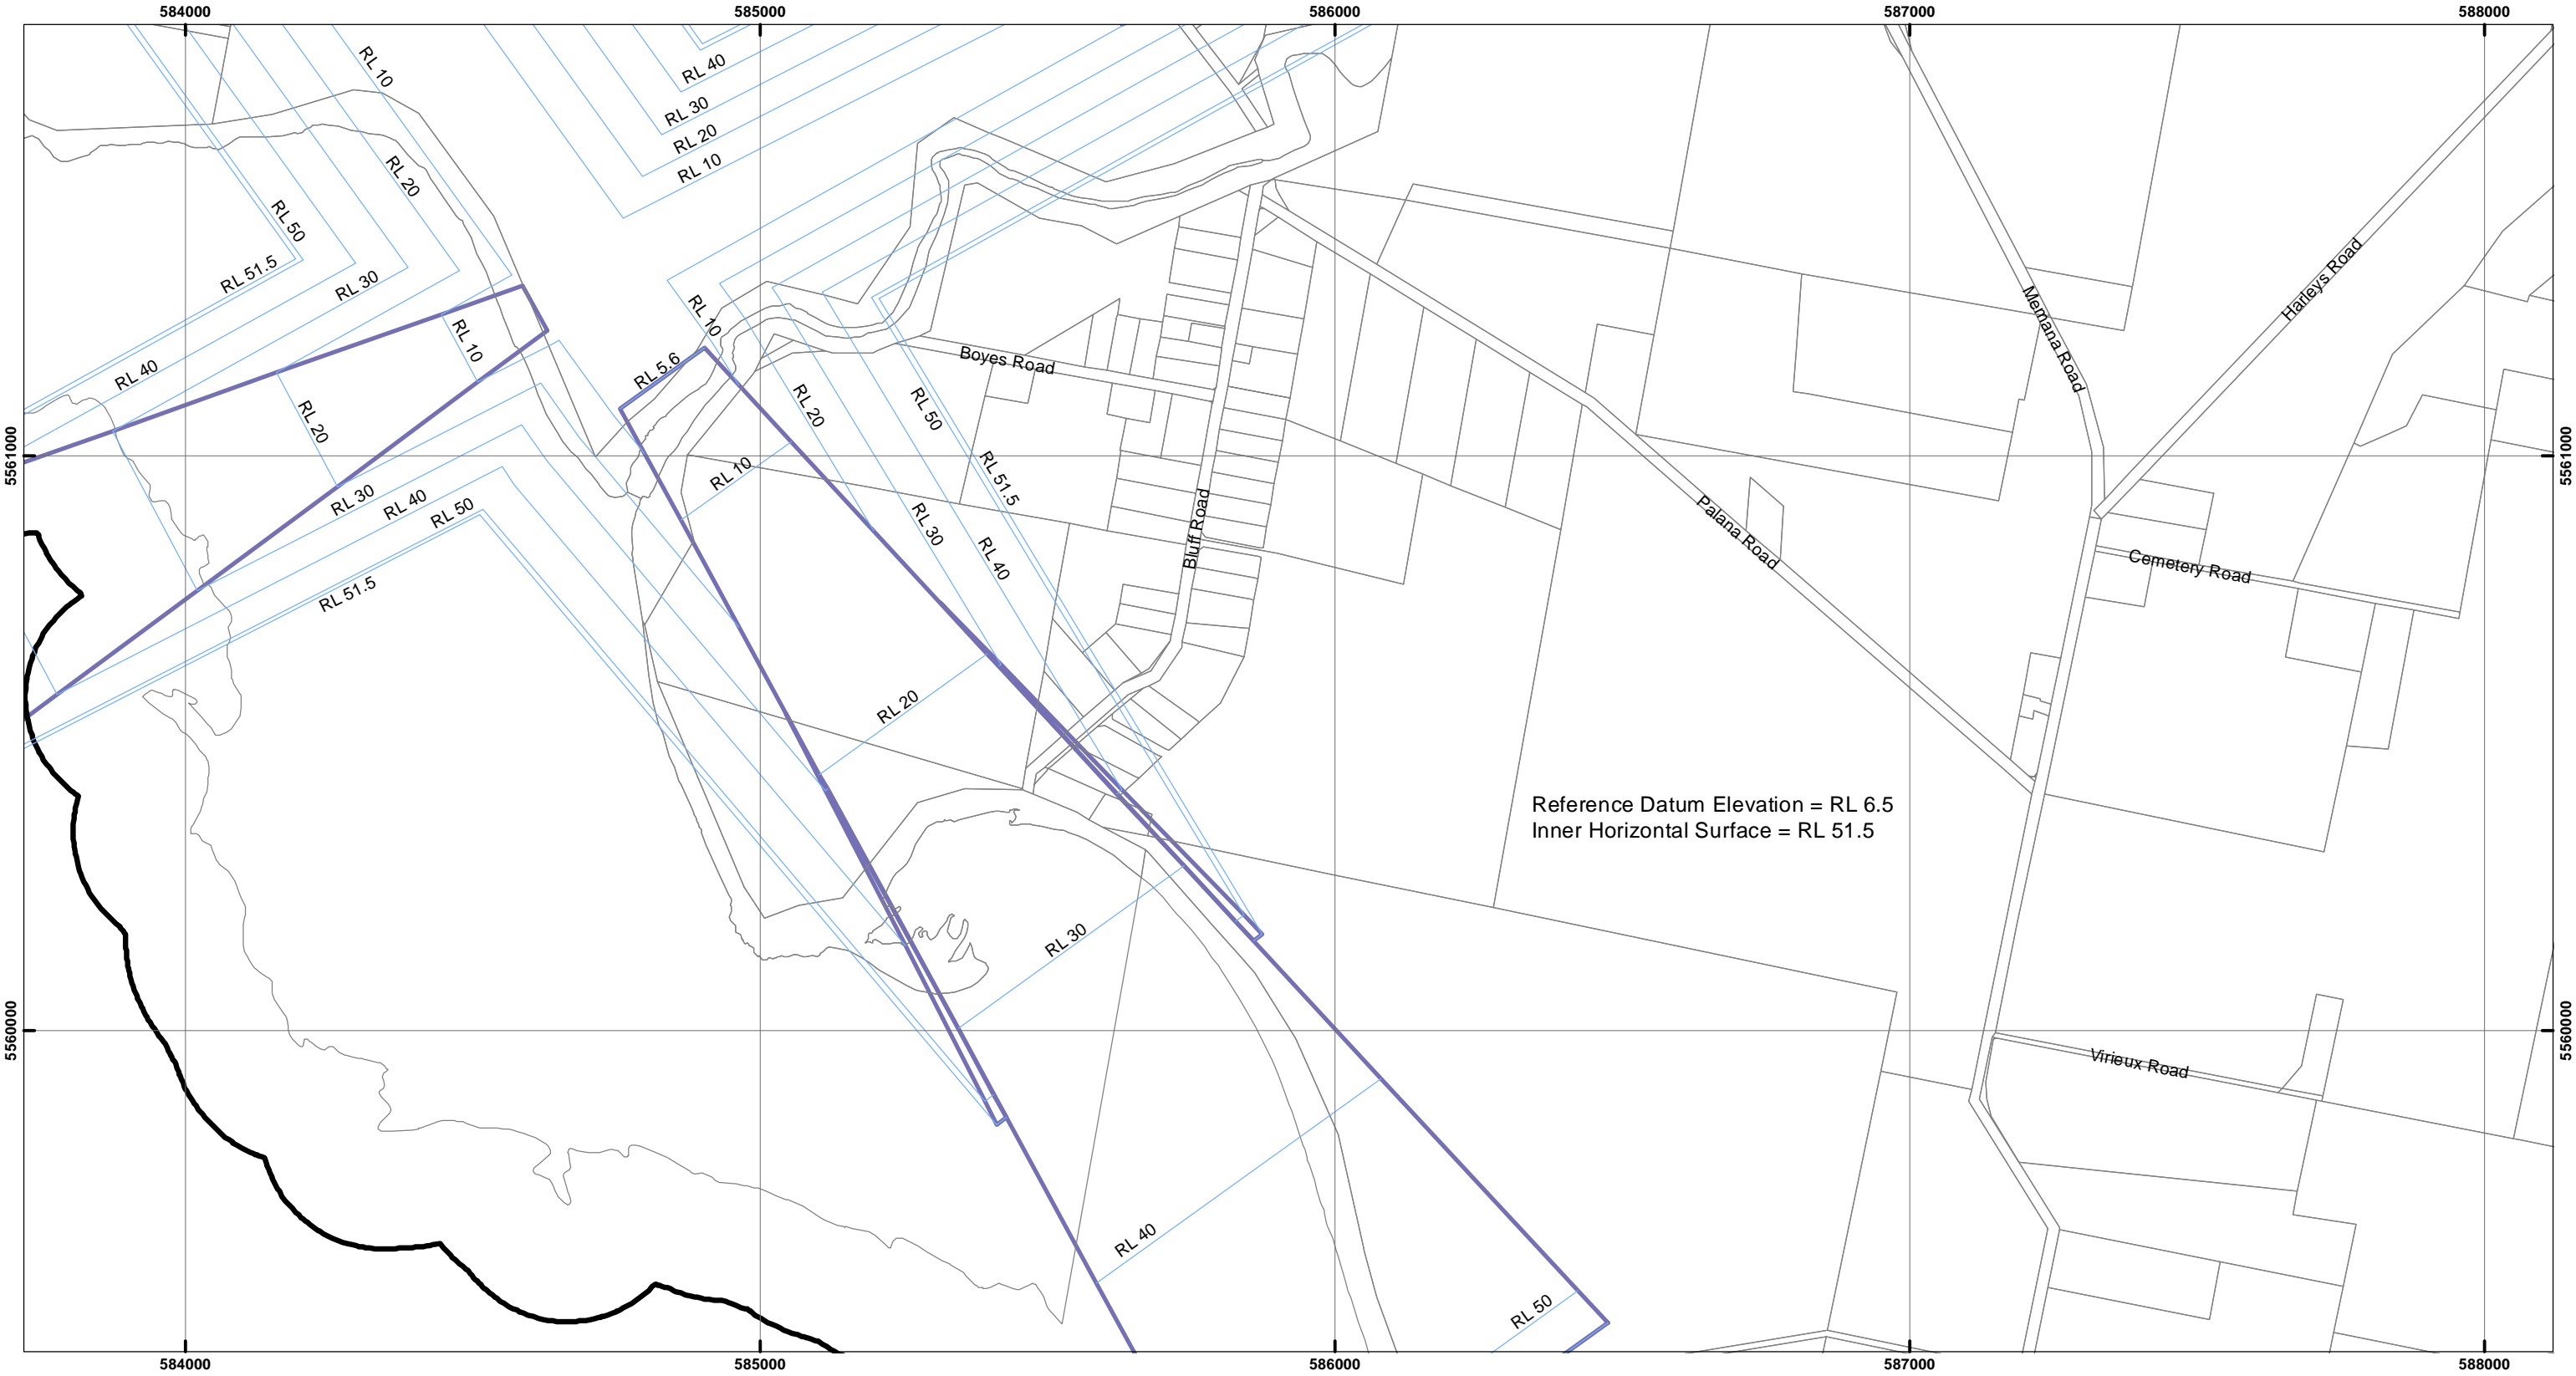 584000
585000
586000
587000
588000
RL 10
RL 40
RL 30
RL 20
RL 10
RL 20
RL 50
RL 51.5
RL 30
RL 10
RL 10
RL 40
RL 5.6
Boyes Road
Memana Road
Harleys Road
RL 20
RL 20
RL 50
5561000
5561000
RL 10
RL 51.5
RL 30
RL 40
RL 50
RL 30
RL 40
RL 51.5
Bluff Road
Palana Road
Cemetery Road
RL 20
Reference Datum Elevation = RL 6.5
Inner Horizontal Surface = RL 51.5
RL 30
5560000
5560000
Virieux Road
RL 40
RL 50
584000
585000
586000
587000
588000